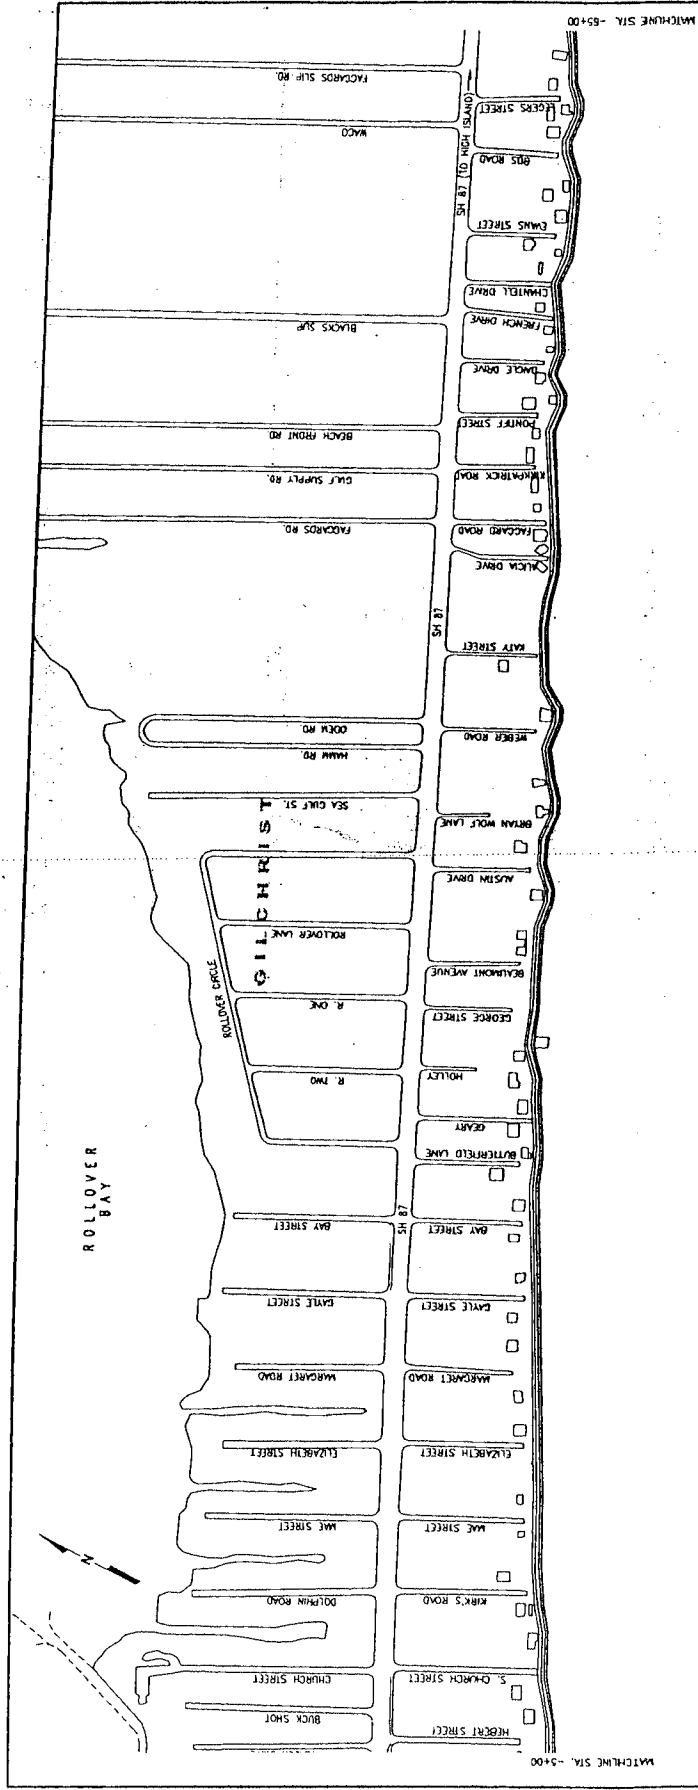 MATCHLINE STA. -65+00
FAGGARDS SLIP RD.
SH 87 (TO HIGH ISLAND)
EGERS STREET
WACO
BOS ROAD
EVANS STREET
CHANTELL DRIVE
BLACKS SLIP
FRENCH DRIVE
DAIGLE DRIVE
BEACH FRONT RD
PONTIFF STREET
GULF SUPPLY RD.
KIRKPATRICK ROAD
FAGGARDS RD.
FAGGARD ROAD
ALICIA DRIVE
SH 87
KATY STREET
ODEM RD.
WEBER ROAD
HAMM RD.
SEA GULF ST.
BRYAN WOLF LANE
GILCHRIST
AUSTIN DRIVE
ROLLOVER LANE
ROLLOVER CIRCLE
BEAUMONT AVENUE
R. ONE
GEORGE STREET
R. TWO
HOLLEY
GEARY
BUTTERFIELD LANE
ROLLOVER
BAY
BAY STREET
SH 87
BAY STREET
GAYLE STREET
GAYLE STREET
MARGARET ROAD
MARGARET ROAD
ELIZABETH STREET
ELIZABETH STREET
MAE STREET
MAE STREET
N
DOLPHIN ROAD
KIRK'S ROAD
CHURCH STREET
S. CHURCH STREET
BUCK SHOT
HEBERT STREET
MATCHLINE STA. -5+00